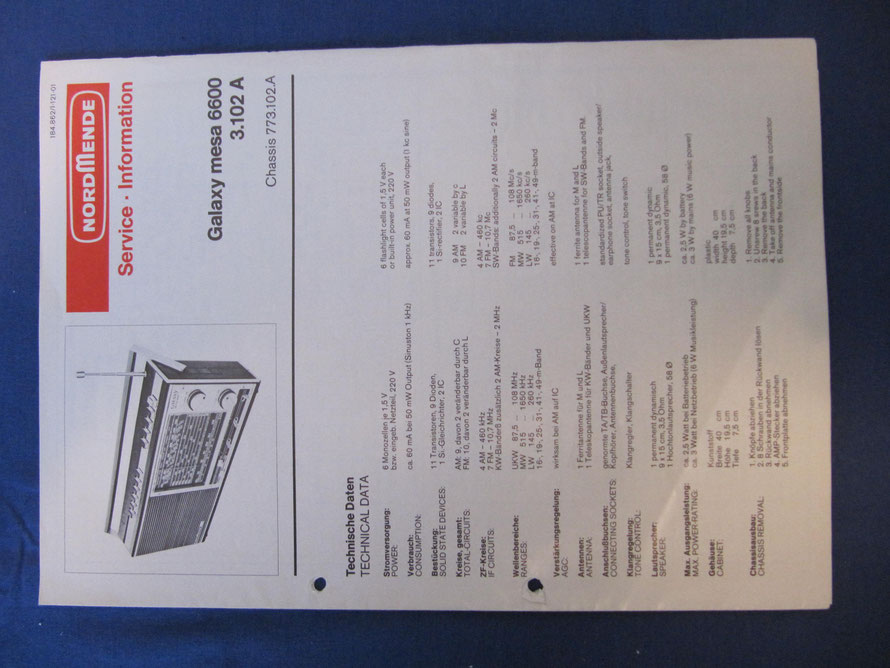 184.862/1-121-01
NORDMENDE
Service · Information
Galaxy mesa 6600
3.102 A
Chassis 773.102.A
Technische Daten
TECHNICAL DATA
Stromversorgung:
POWER:
6 Monozellen je 1,5 V
bzw. eingeb. Netzteil, 220 V
6 flashlight cells of 1,5 V each
or built-in power unit, 220 V
Verbrauch:
CONSUMPTION:
ca. 60 mA bei 50 mW Output (Sinuston 1 kHz)
approx. 60 mA at 50 mW output (1 kc sine)
Bestückung:
SOLID STATE DEVICES:
11 Transistoren, 9 Dioden,
1 Si.-Gleichrichter, 2 IC
11 transistors, 9 diodes,
1 Si-rectifier, 2 IC
Kreise, gesamt:
TOTAL-CIRCUITS:
AM: 9, davon 2 veränderbar durch C
FM: 10, davon 2 veränderbar durch L
9 AM 2 variable by c
10 FM 2 variable by L
ZF-Kreise:
IF CIRCUITS:
4 AM – 460 kHz
7 FM – 10,7 MHz
KW-Bänder zusätzlich 2 AM-Kreise – 2 MHz
4 AM – 460 kc
7 FM – 10,7 Mc
SW-Bands: additionally 2 AM circuits – 2 Mc
Wellenbereiche:
RANGES:
UKW 87,5 ... 108 MHz
MW 515 ... 1650 kHz
LW 145 ... 260 kHz
16-, 19-, 25-, 31-, 41-, 49-m-Band
FM 87,5 ... 108 Mc/s
MW 515 ... 1650 kc/s
LW 145 ... 260 kc/s
16-, 19-, 25-, 31-, 41-, 49-m-band
Verstärkungsregelung:
AGC:
wirksam bei AM auf IC
effective on AM at IC
Antennen:
ANTENNA:
1 Ferritantenne für M und L
1 Teleskopantenne für KW-Bänder und UKW
1 ferrite antenna for M and L
1 telescopantenne for SW-Bands and FM
Anschlußbuchsen:
CONNECTING SOCKETS:
genormte TA/TB-Buchse, Außenlautsprecher/
Kopfhörer, Antennenbuchse,
standardized PU/TR socket, outside speaker/
earphone socket, antenna jack,
Klangregelung:
TONE CONTROL:
Klangregler, Klangschalter
tone control, tone switch
Lautsprecher:
SPEAKER:
1 permanent dynamisch
9 x 15 cm, 3,5 Ohm
1 Hochtonlautsprecher, 58 Ø
1 permanent dynamic
9 x 15 cm, 3,5 Ohm
1 permanent dynamic, 58 Ø
Max. Ausgangsleistung:
MAX. POWER-RATING:
ca. 2,5 Watt bei Batteriebetrieb
ca. 3 Watt bei Netzbetrieb (6 W Musikleistung)
ca. 2,5 W by battery
ca. 3 W by mains (6 W music power)
Gehäuse:
CABINET:
Kunststoff
Breite 40 cm
Höhe 19,5 cm
Tiefe 7,5 cm
plastic
width 40 cm
height 19,5 cm
depth 7,5 cm
Chassisausbau:
CHASSIS REMOVAL:
1. Knöpfe abziehen
2. 8 Schrauben in der Rückwand lösen
3. Rückwand abnehmen
4. AMP-Stecker abziehen
5. Frontplatte abnehmen
1. Remove all knobs
2. Untrew 8 srews in the back
3. Remove the back
4. Take off antenna and mains conductor
5. Remove the frontside